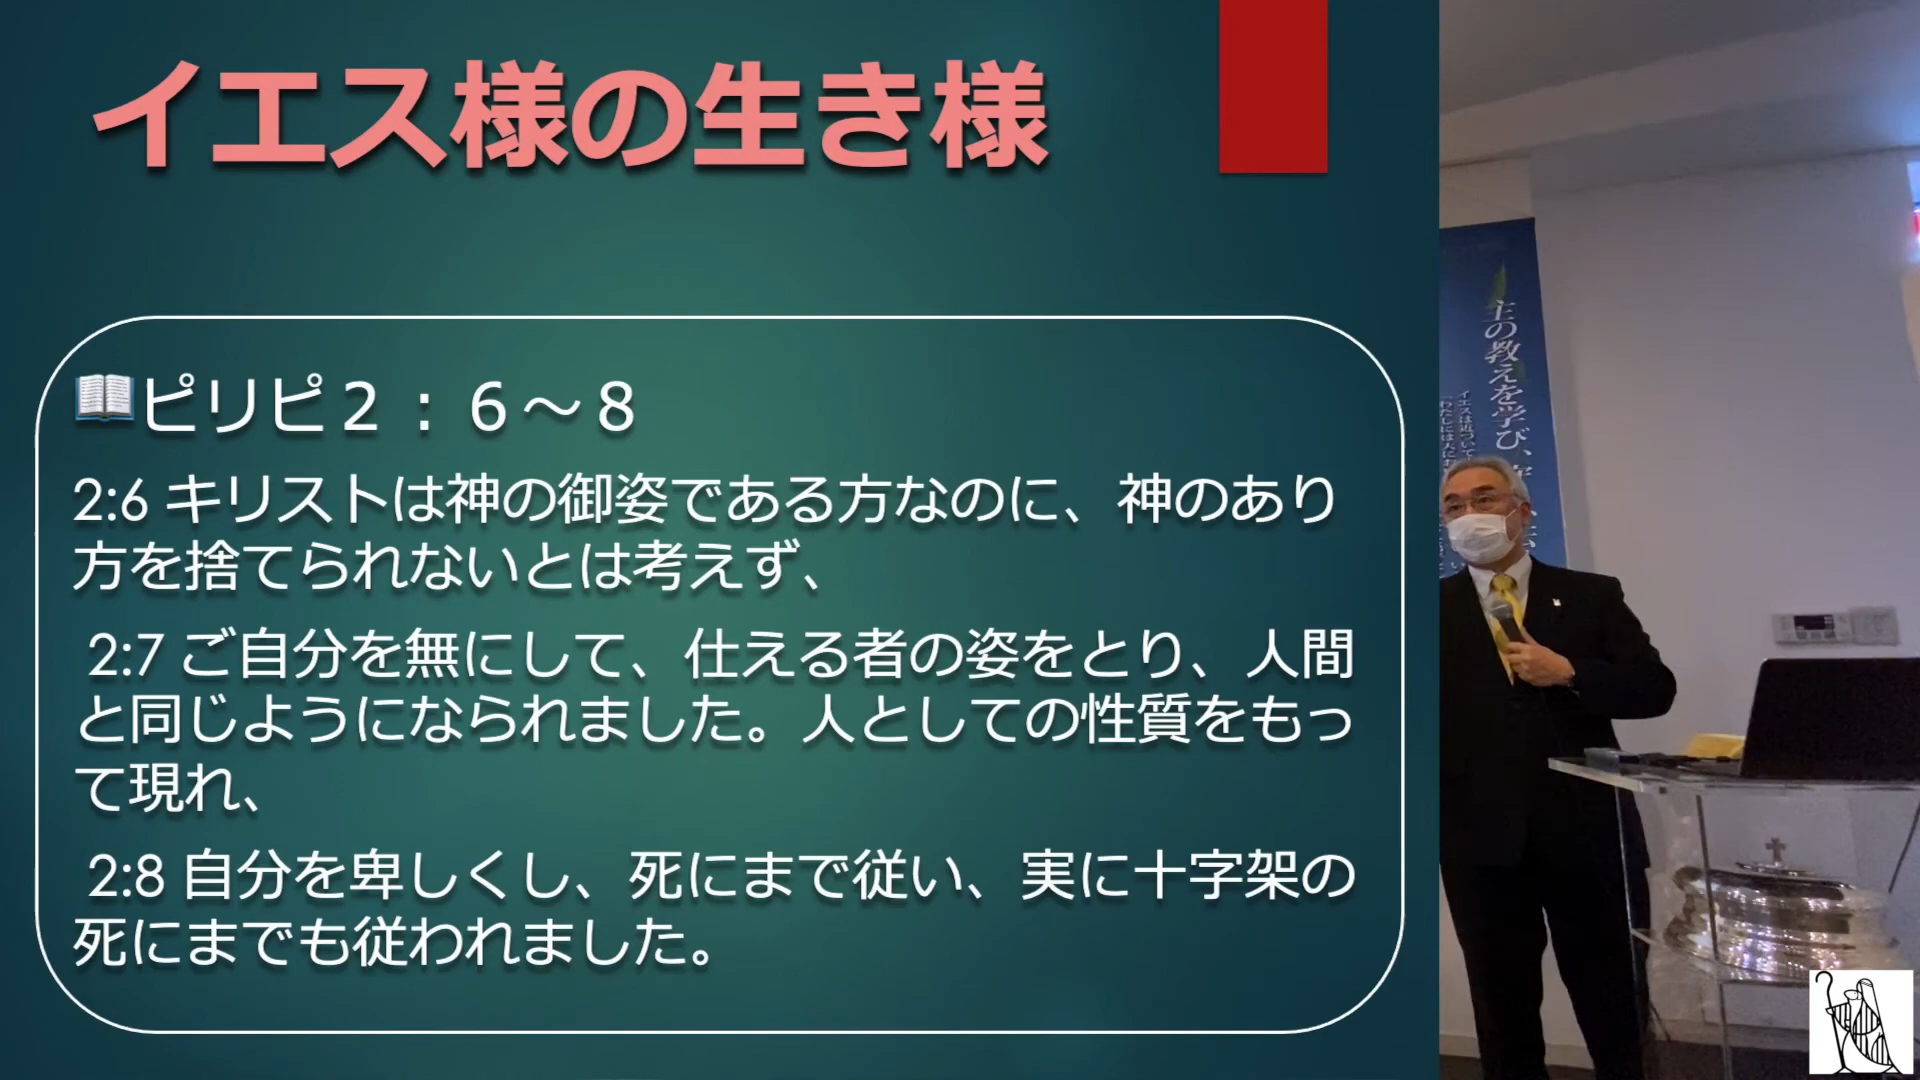 イエス様の生き様
ピリピ２：６～８
2:6 キリストは神の御姿である方なのに、神のあり
方を捨てられないとは考えず、
2:7 ご自分を無にして、仕える者の姿をとり、人間
と同じようになられました。人としての性質をもっ
て現れ、
2:8 自分を卑しくし、死にまで従い、実に十字架の
死にまでも従われました。
主の教えを学び、